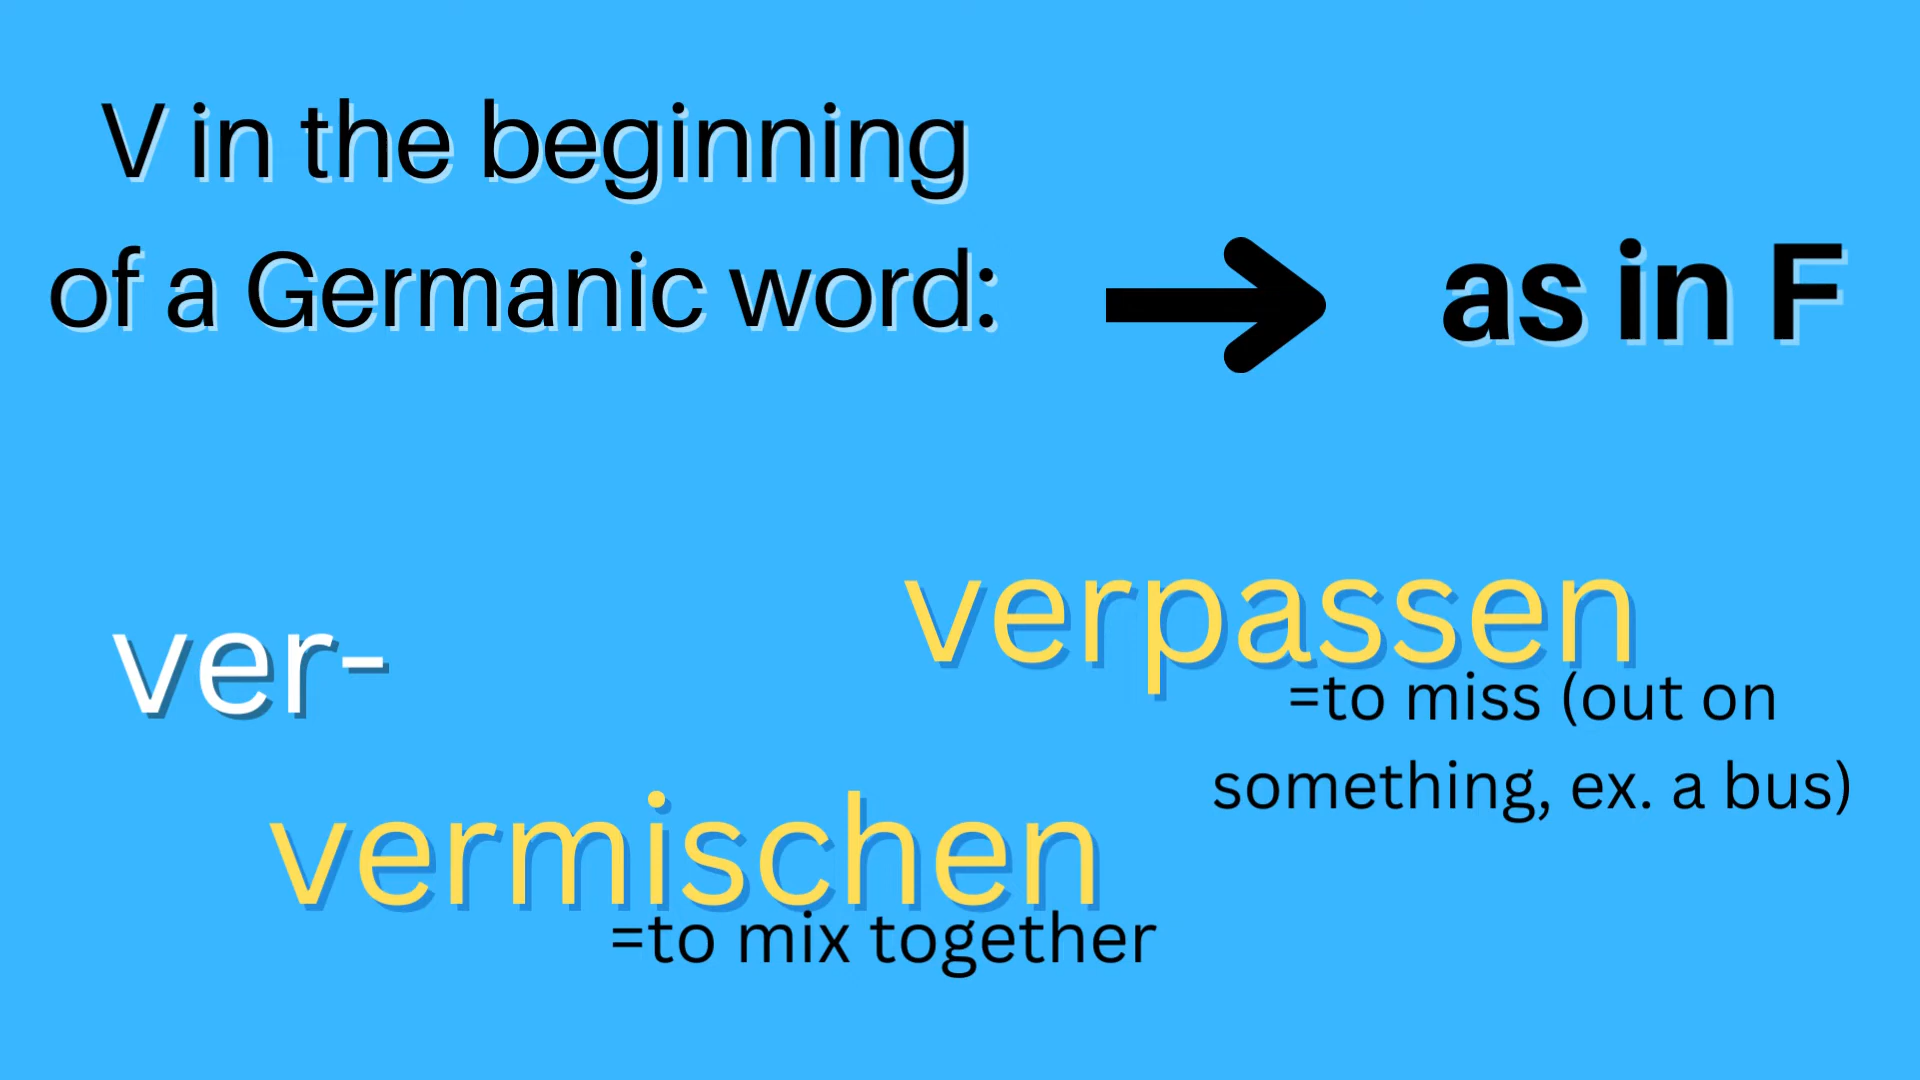 V in the beginning
of a Germanic word:
as in F
ver-
verpassen
=to miss (out on
something, ex. a bus)
vermischen
=to mix together